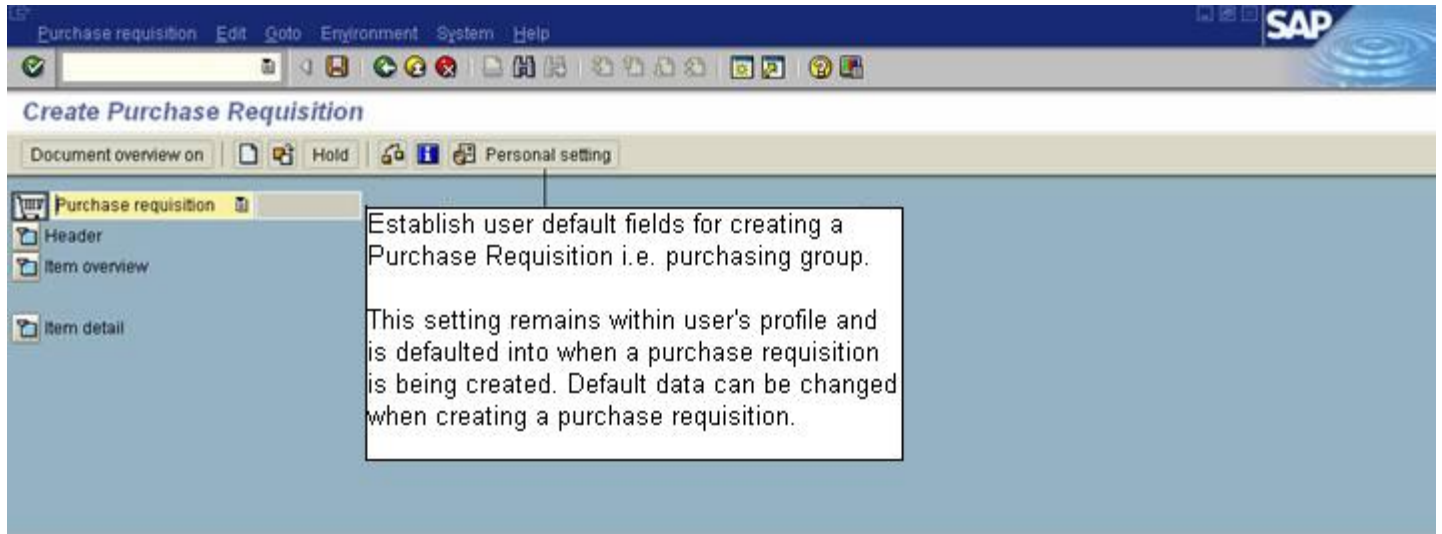 SAP
Purchase requisition Edit Goto Environment System Help
Create Purchase Requisition
Document overview on Hold Personal setting
Purchase requisition
Header
Item overview
Item detail
Establish user default fields for creating a
Purchase Requisition i.e. purchasing group.
This setting remains within user's profile and
is defaulted into when a purchase requisition
is being created. Default data can be changed
when creating a purchase requisition.